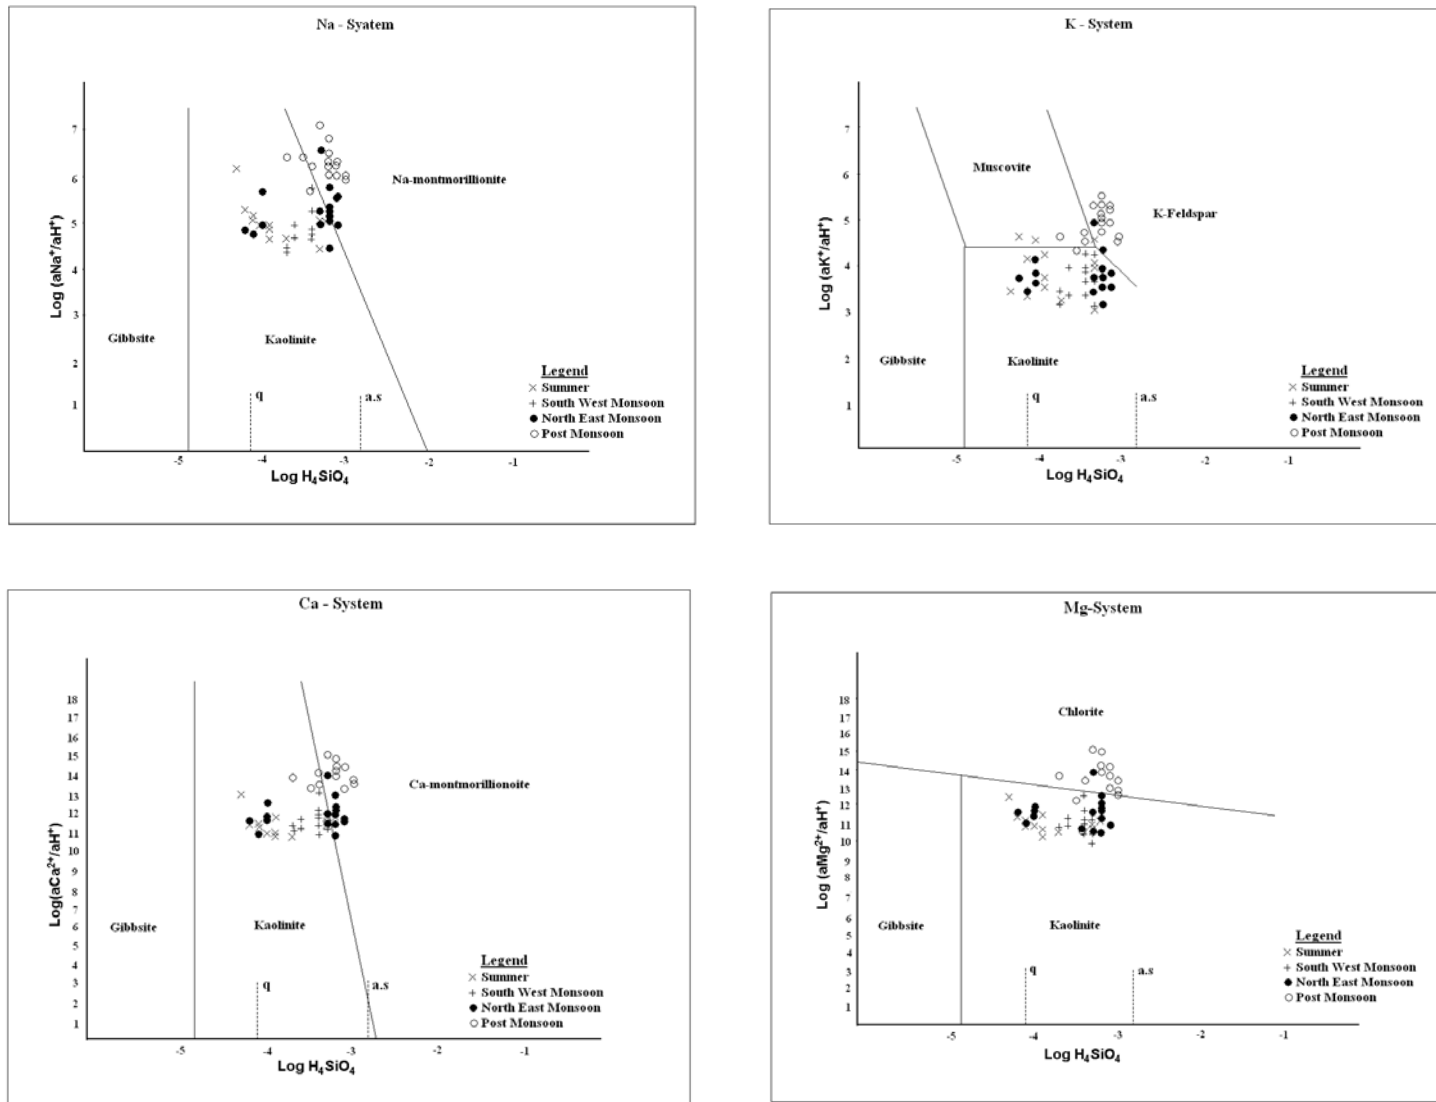 Na - Syatem
Log (aNa⁺/aH⁺)
7
6
5
4
3
2
1
Na-montmorillionite
Gibbsite
Kaolinite
q
a.s
Legend
Summer
South West Monsoon
North East Monsoon
Post Monsoon
-5 -4 -3 -2 -1
Log H₄SiO₄
K - System
Log (aK⁺/aH⁺)
7
6
5
4
3
2
1
Muscovite
K-Feldspar
Gibbsite
Kaolinite
q
a.s
Legend
Summer
South West Monsoon
North East Monsoon
Post Monsoon
-5 -4 -3 -2 -1
Log H₄SiO₄
Ca - System
Log(aCa²⁺/aH⁺)
18
17
16
15
14
13
12
11
10
9
8
7
6
5
4
3
2
1
Ca-montmorillionoite
Gibbsite
Kaolinite
q
a.s
Legend
Summer
South West Monsoon
North East Monsoon
Post Monsoon
-5 -4 -3 -2 -1
Log H₄SiO₄
Mg-System
Log (aMg²⁺/aH⁺)
18
17
16
15
14
13
12
11
10
9
8
7
6
5
4
3
2
1
Chlorite
Gibbsite
Kaolinite
q
a.s
Legend
Summer
South West Monsoon
North East Monsoon
Post Monsoon
-5 -4 -3 -2 -1
Log H₄SiO₄